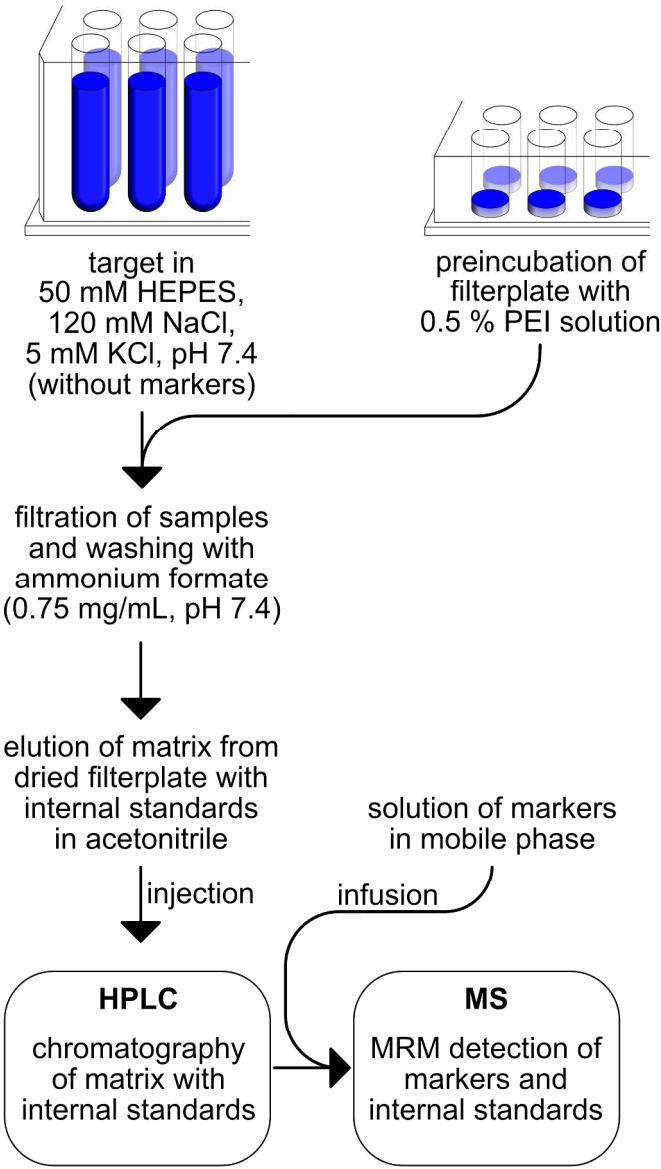 target in
50 mM HEPES,
120 mM NaCl,
5 mM KCl, pH 7.4
(without markers)
preincubation of
filterplate with
0.5 % PEI solution
filtration of samples
and washing with
ammonium formate
(0.75 mg/mL, pH 7.4)
elution of matrix from
dried filterplate with
internal standards
in acetonitrile
solution of markers
in mobile phase
injection
infusion
HPLC
chromatography
of matrix with
internal standards
MS
MRM detection of
markers and
internal standards